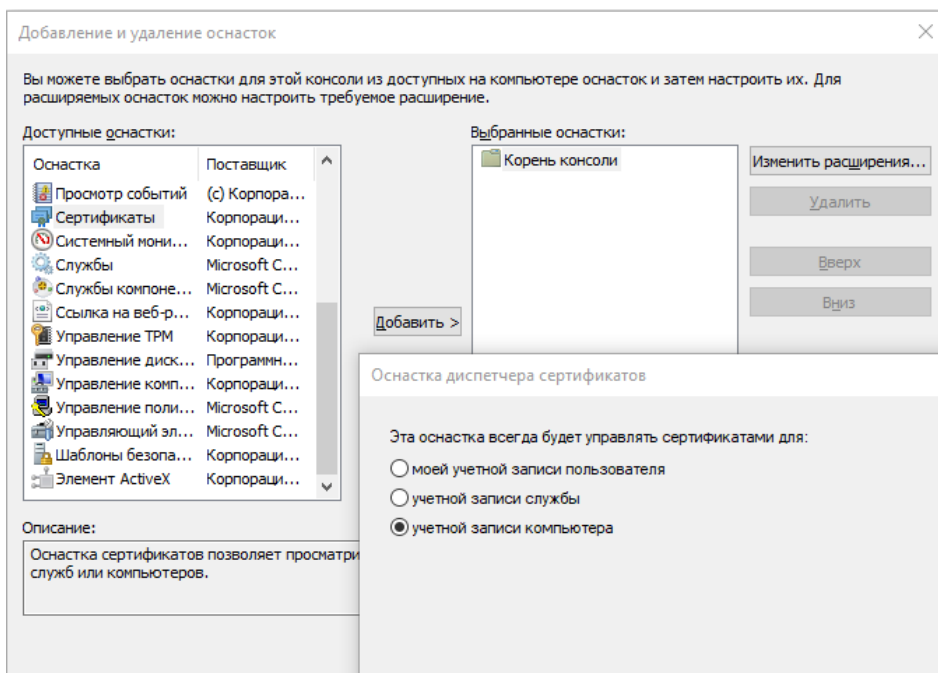 Добавление и удаление оснасток
Вы можете выбрать оснастки для этой консоли из доступных на компьютере оснасток и затем настроить их. Для
расширяемых оснасток можно настроить требуемое расширение.
Доступные оснастки:
Оснастка Поставщик
Просмотр событий (с) Корпора...
Сертификаты Корпораци...
Системный мони... Корпораци...
Службы Microsoft C...
Службы компоне... Microsoft C...
Ссылка на веб-р... Корпораци...
Управление TPM Корпораци...
Управление диск... Программн...
Управление комп... Корпораци...
Управление поли... Microsoft C...
Управляющий эл... Microsoft C...
Шаблоны безопа... Корпораци...
Элемент ActiveX Корпораци...
Добавить >
Выбранные оснастки:
Корень консоли
Изменить расширения...
Удалить
Вверх
Вниз
Описание:
Оснастка сертификатов позволяет просматри
служб или компьютеров.
Оснастка диспетчера сертификатов
Эта оснастка всегда будет управлять сертификатами для:
моей учетной записи пользователя
учетной записи службы
учетной записи компьютера